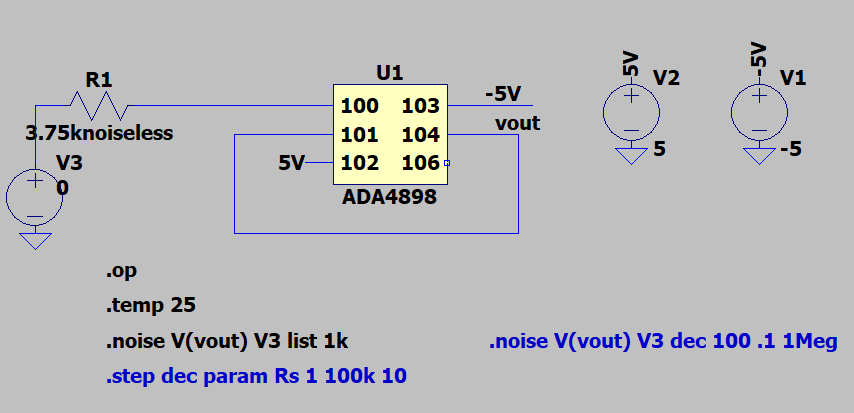 R1
3.75knoiseless
V3
0
U1
100 103
101 104
102 106
ADA4898
5V
-5V
vout
5V
V2
5
-5V
V1
-5
.op
.temp 25
.noise V(vout) V3 list 1k
.noise V(vout) V3 dec 100 .1 1Meg
.step dec param Rs 1 100k 10